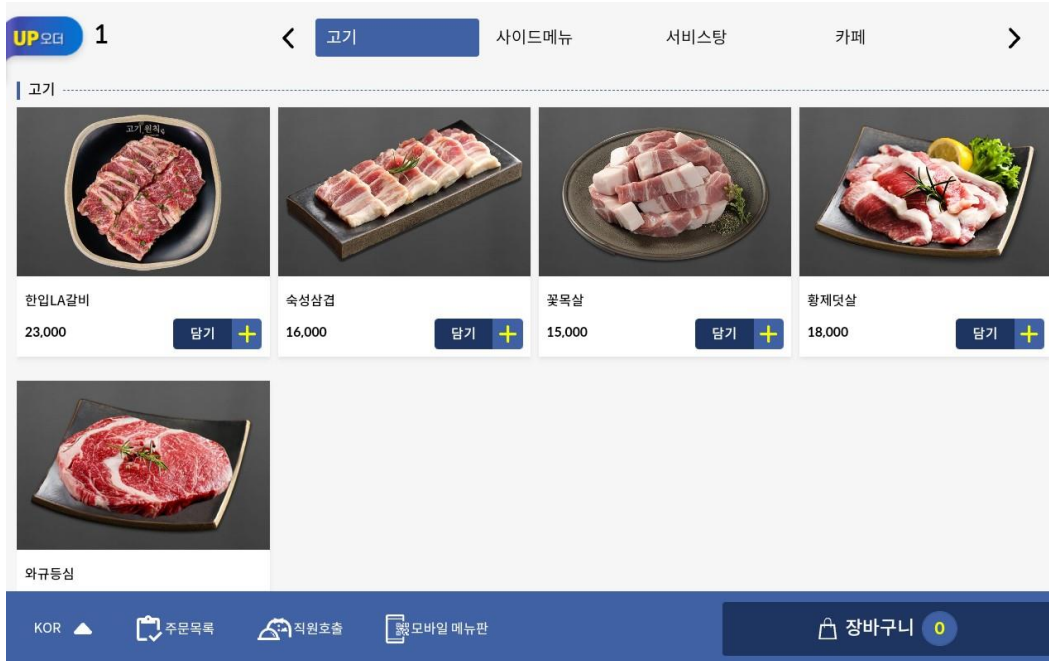 UP오더
1
고기
사이드메뉴
서비스탕
카페
고기
고기 원칙
한입LA갈비
23,000
담기
숙성삼겹
16,000
담기
꽃목살
15,000
담기
황제덧살
18,000
담기
와규등심
KOR
주문목록
직원호출
모바일 메뉴판
장바구니 0